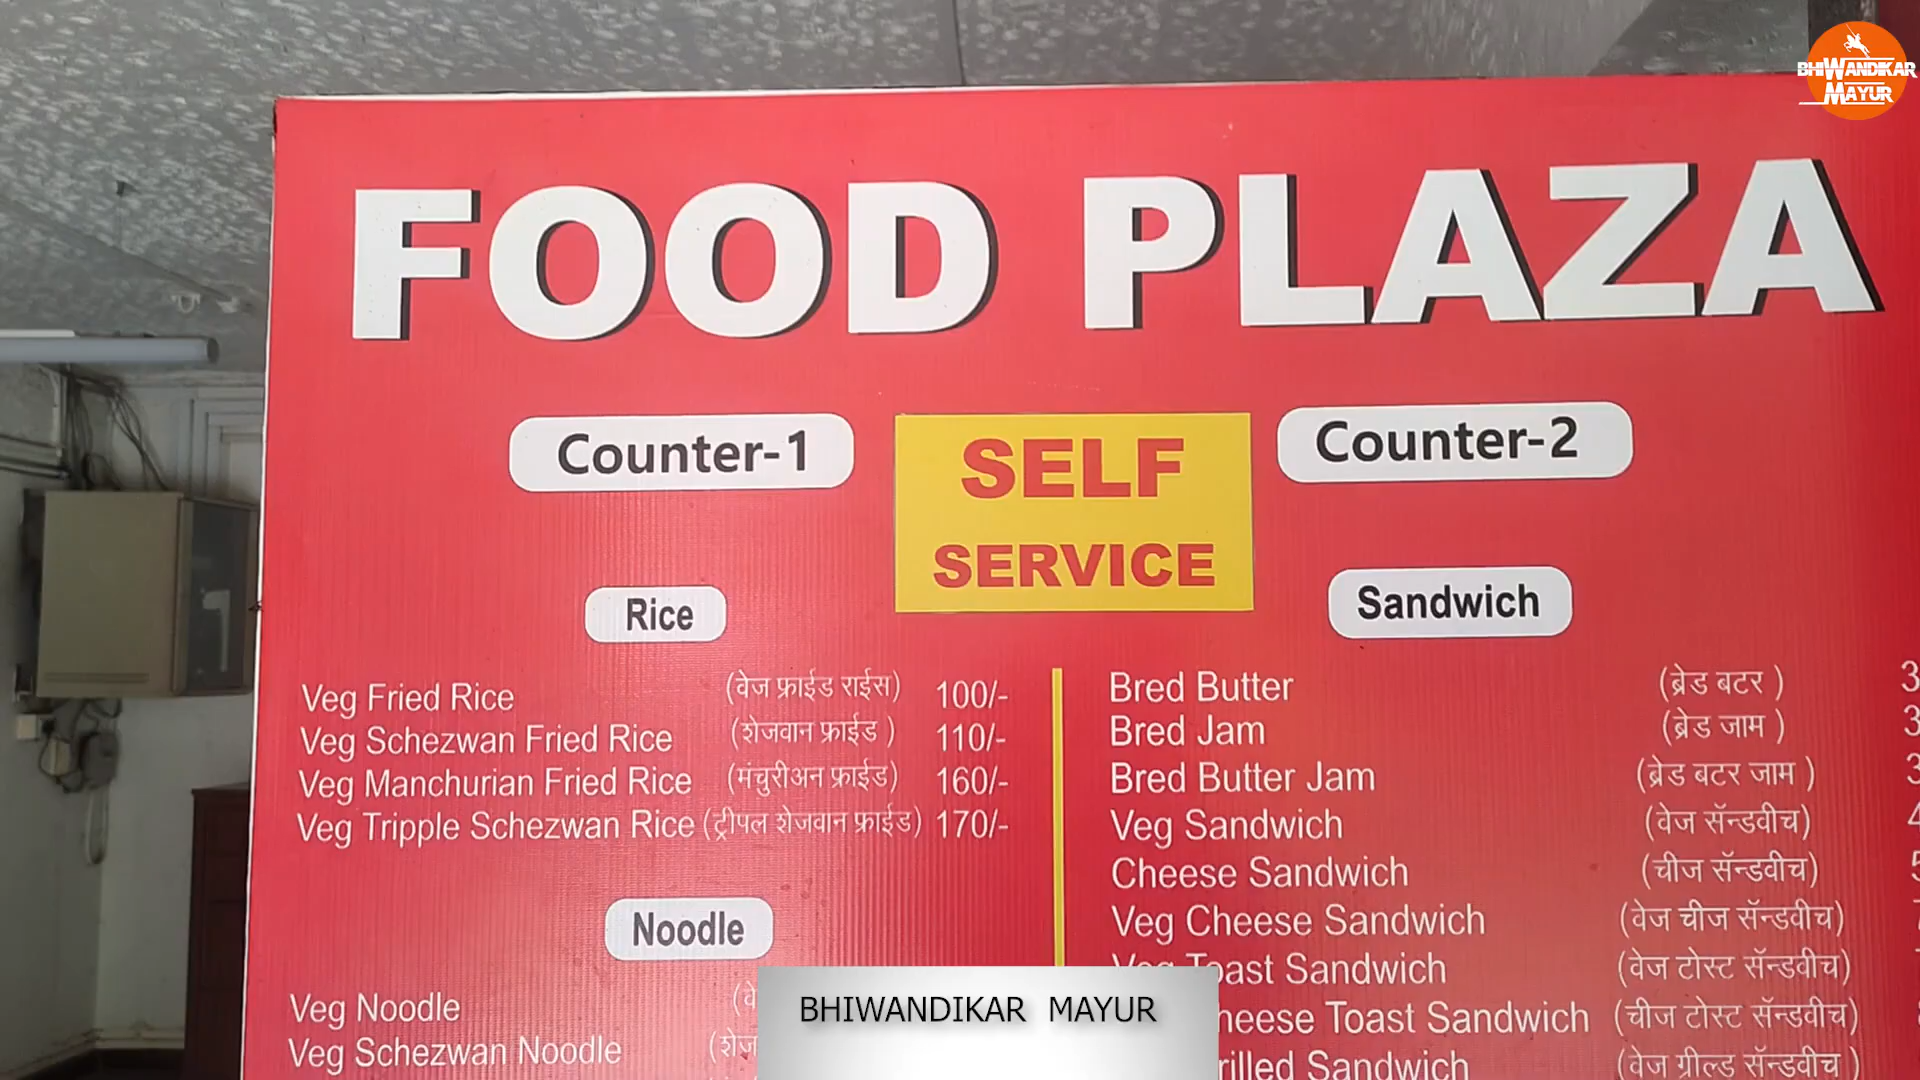 BHIWANDIKAR
MAYUR
FOOD PLAZA
Counter-1
SELF
SERVICE
Counter-2
Rice
Veg Fried Rice (वेज फ्राईड राईस) 100/-
Veg Schezwan Fried Rice (शेजवान फ्राईड ) 110/-
Veg Manchurian Fried Rice (मंचुरीअन फ्राईड) 160/-
Veg Tripple Schezwan Rice (ट्रीपल शेजवान फ्राईड) 170/-
Noodle
Veg Noodle
Veg Schezwan Noodle
Sandwich
Bred Butter (ब्रेड बटर )
Bred Jam (ब्रेड जाम )
Bred Butter Jam (ब्रेड बटर जाम )
Veg Sandwich (वेज सॅन्डवीच)
Cheese Sandwich (चीज सॅन्डवीच)
Veg Cheese Sandwich (वेज चीज सॅन्डवीच)
Veg Toast Sandwich (वेज टोस्ट सॅन्डवीच)
Toast Sandwich (चीज टोस्ट सॅन्डवीच)
Sandwich (वेज ग्रील्ड सॅन्डवीच )
BHIWANDIKAR MAYUR